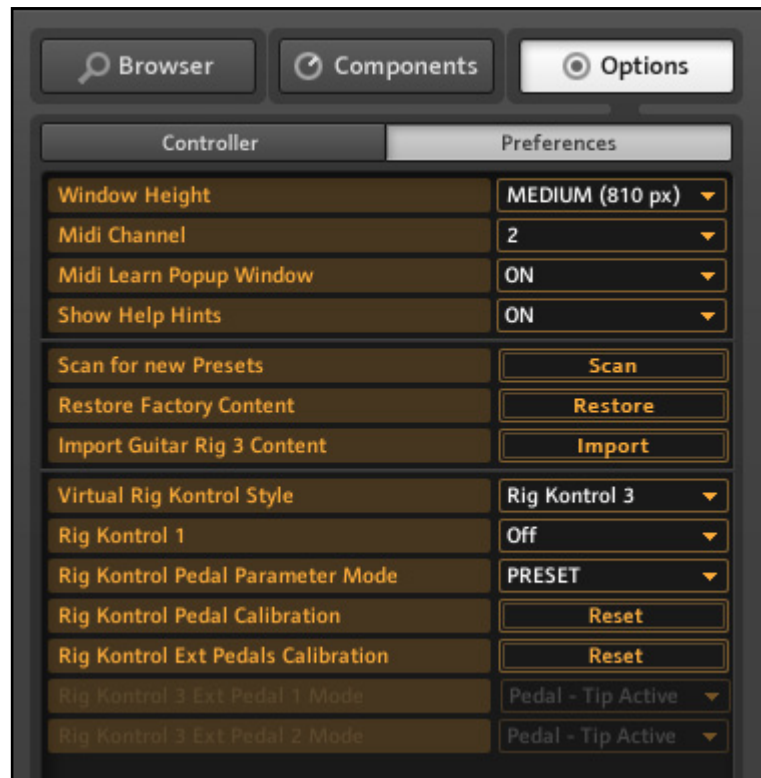 Browser Components Options
Controller Preferences
Window Height MEDIUM (810 px)
Midi Channel 2
Midi Learn Popup Window ON
Show Help Hints ON
Scan for new Presets Scan
Restore Factory Content Restore
Import Guitar Rig 3 Content Import
Virtual Rig Kontrol Style Rig Kontrol 3
Rig Kontrol 1 Off
Rig Kontrol Pedal Parameter Mode PRESET
Rig Kontrol Pedal Calibration Reset
Rig Kontrol Ext Pedals Calibration Reset
Rig Kontrol 3 Ext Pedal 1 Mode Pedal - Tip Active
Rig Kontrol 3 Ext Pedal 2 Mode Pedal - Tip Active